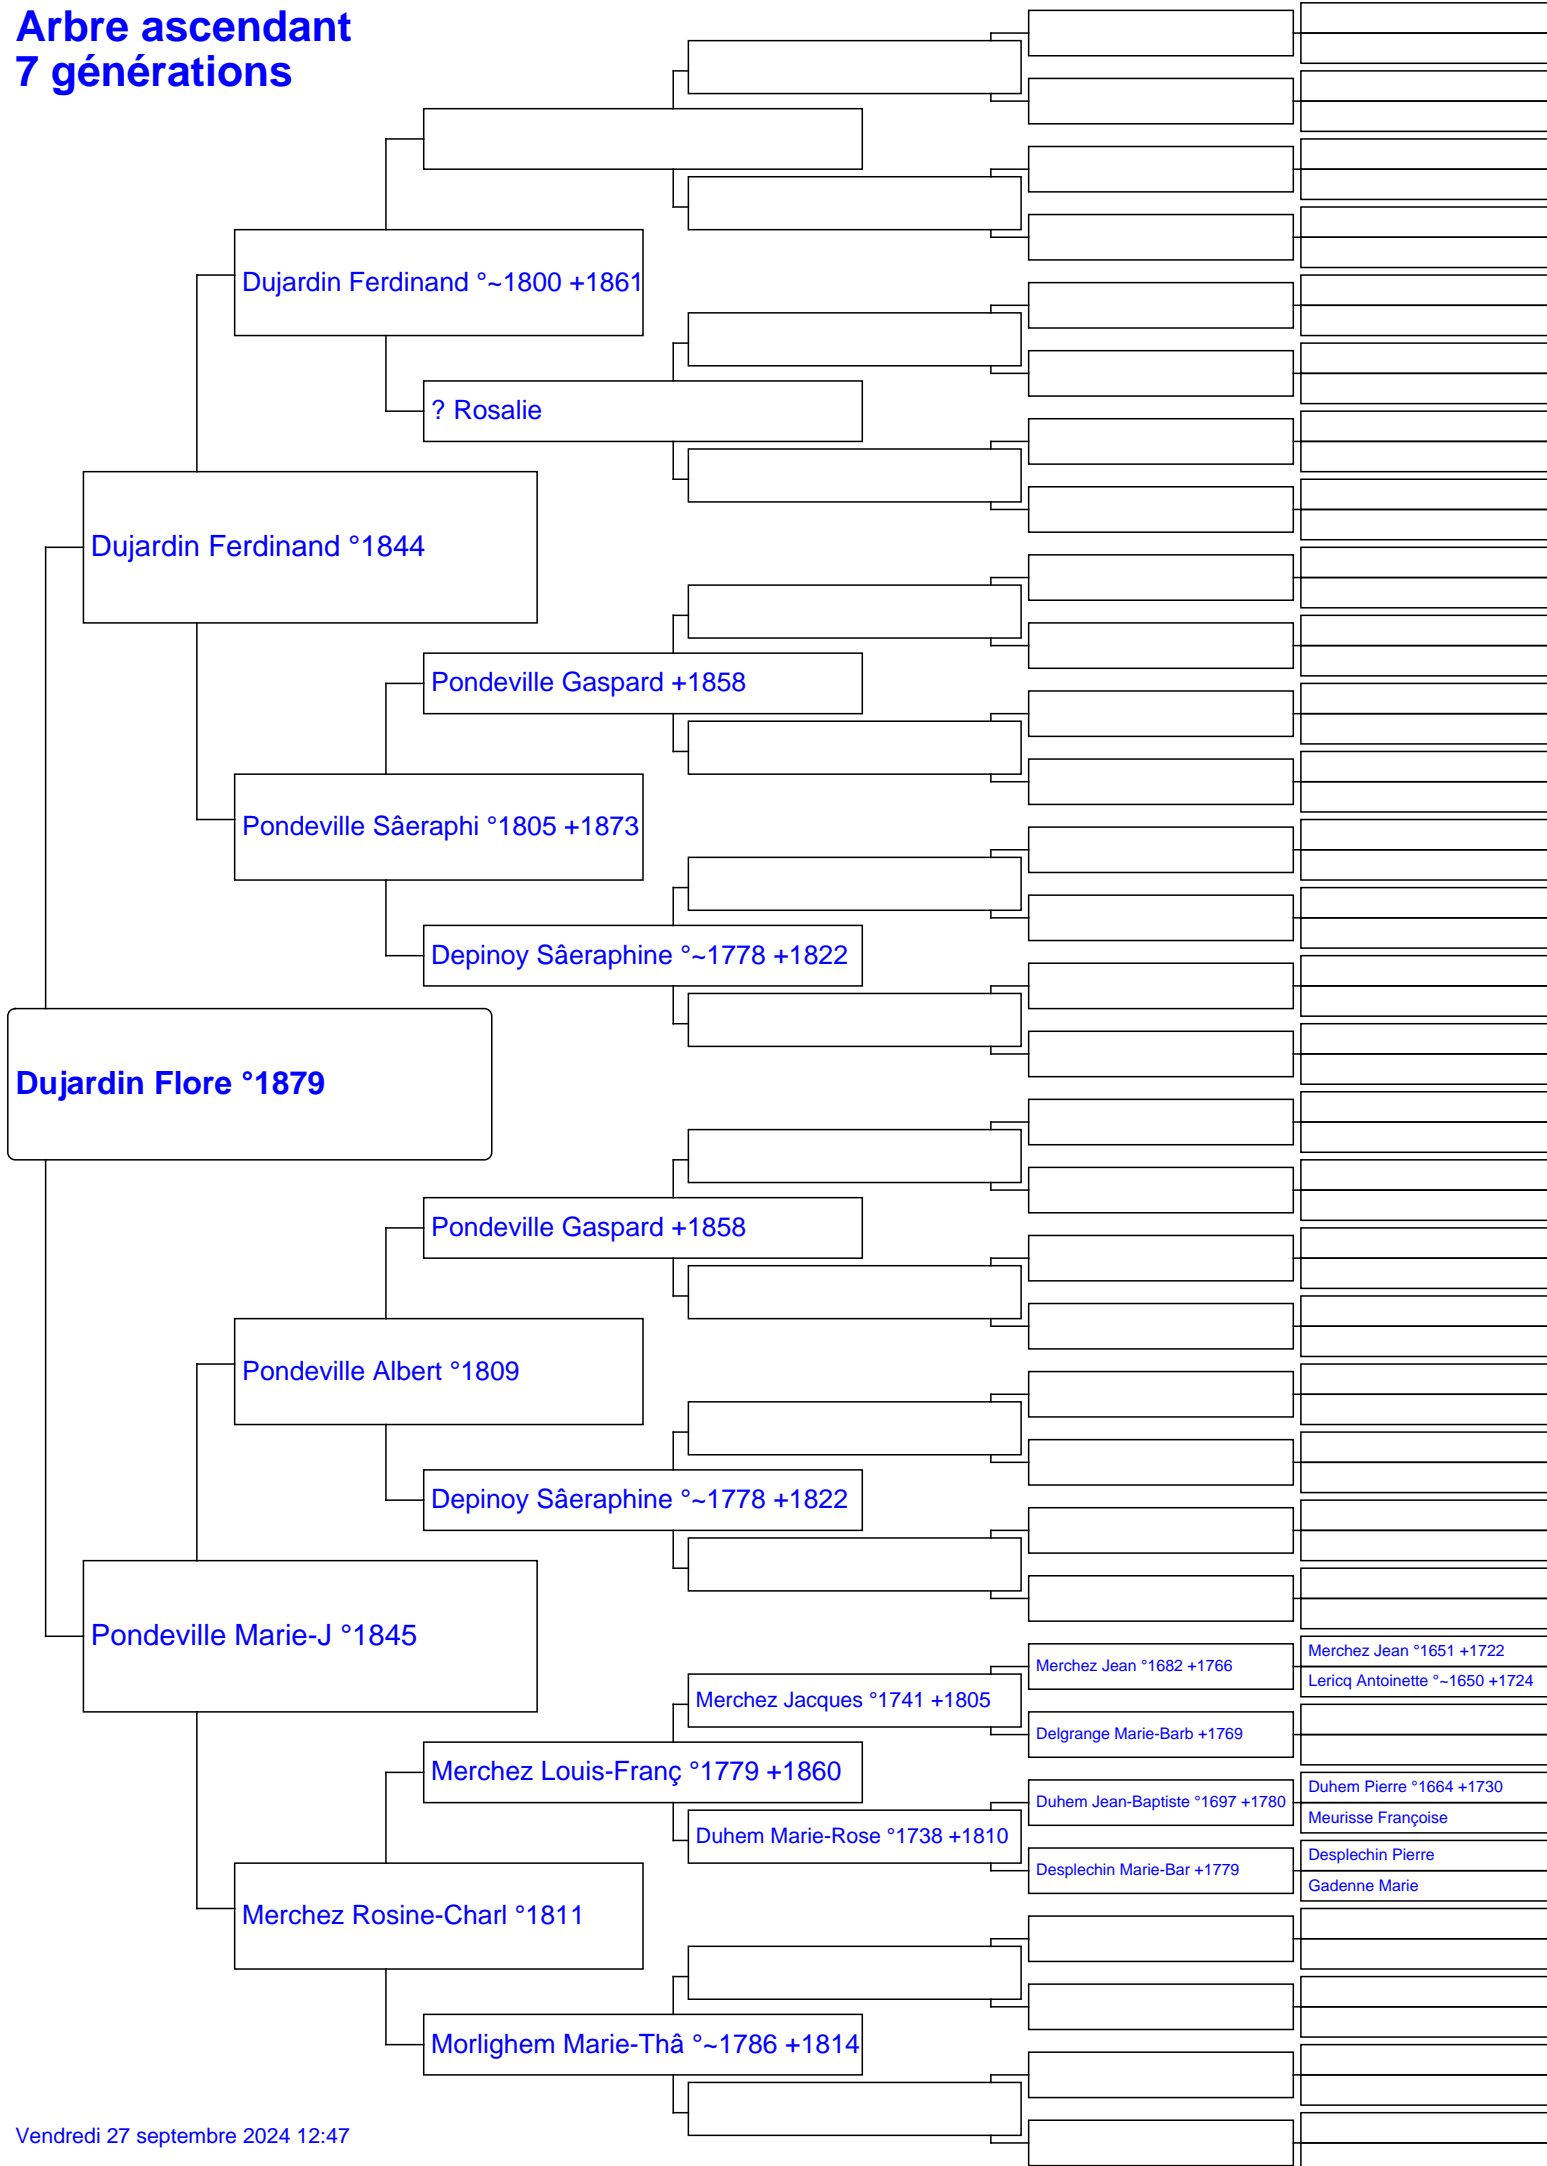 Arbre ascendant
7 générations
Dujardin Ferdinand °~1800 +1861
? Rosalie
Dujardin Ferdinand °1844
Pondeville Gaspard +1858
Pondeville Sâeraphi °1805 +1873
Depinoy Sâeraphine °~1778 +1822
Dujardin Flore °1879
Pondeville Gaspard +1858
Pondeville Albert °1809
Depinoy Sâeraphine °~1778 +1822
Pondeville Marie-J °1845
Merchez Jean °1651 +1722
Merchez Jean °1682 +1766
Lericq Antoinette °~1650 +1724
Merchez Jacques °1741 +1805
Delgrange Marie-Barb +1769
Merchez Louis-Franç °1779 +1860
Duhem Pierre °1664 +1730
Duhem Jean-Baptiste °1697 +1780
Meurisse Françoise
Duhem Marie-Rose °1738 +1810
Desplechin Pierre
Desplechin Marie-Bar +1779
Gadenne Marie
Merchez Rosine-Charl °1811
Morlighem Marie-Thâ °~1786 +1814
Vendredi 27 septembre 2024 12:47